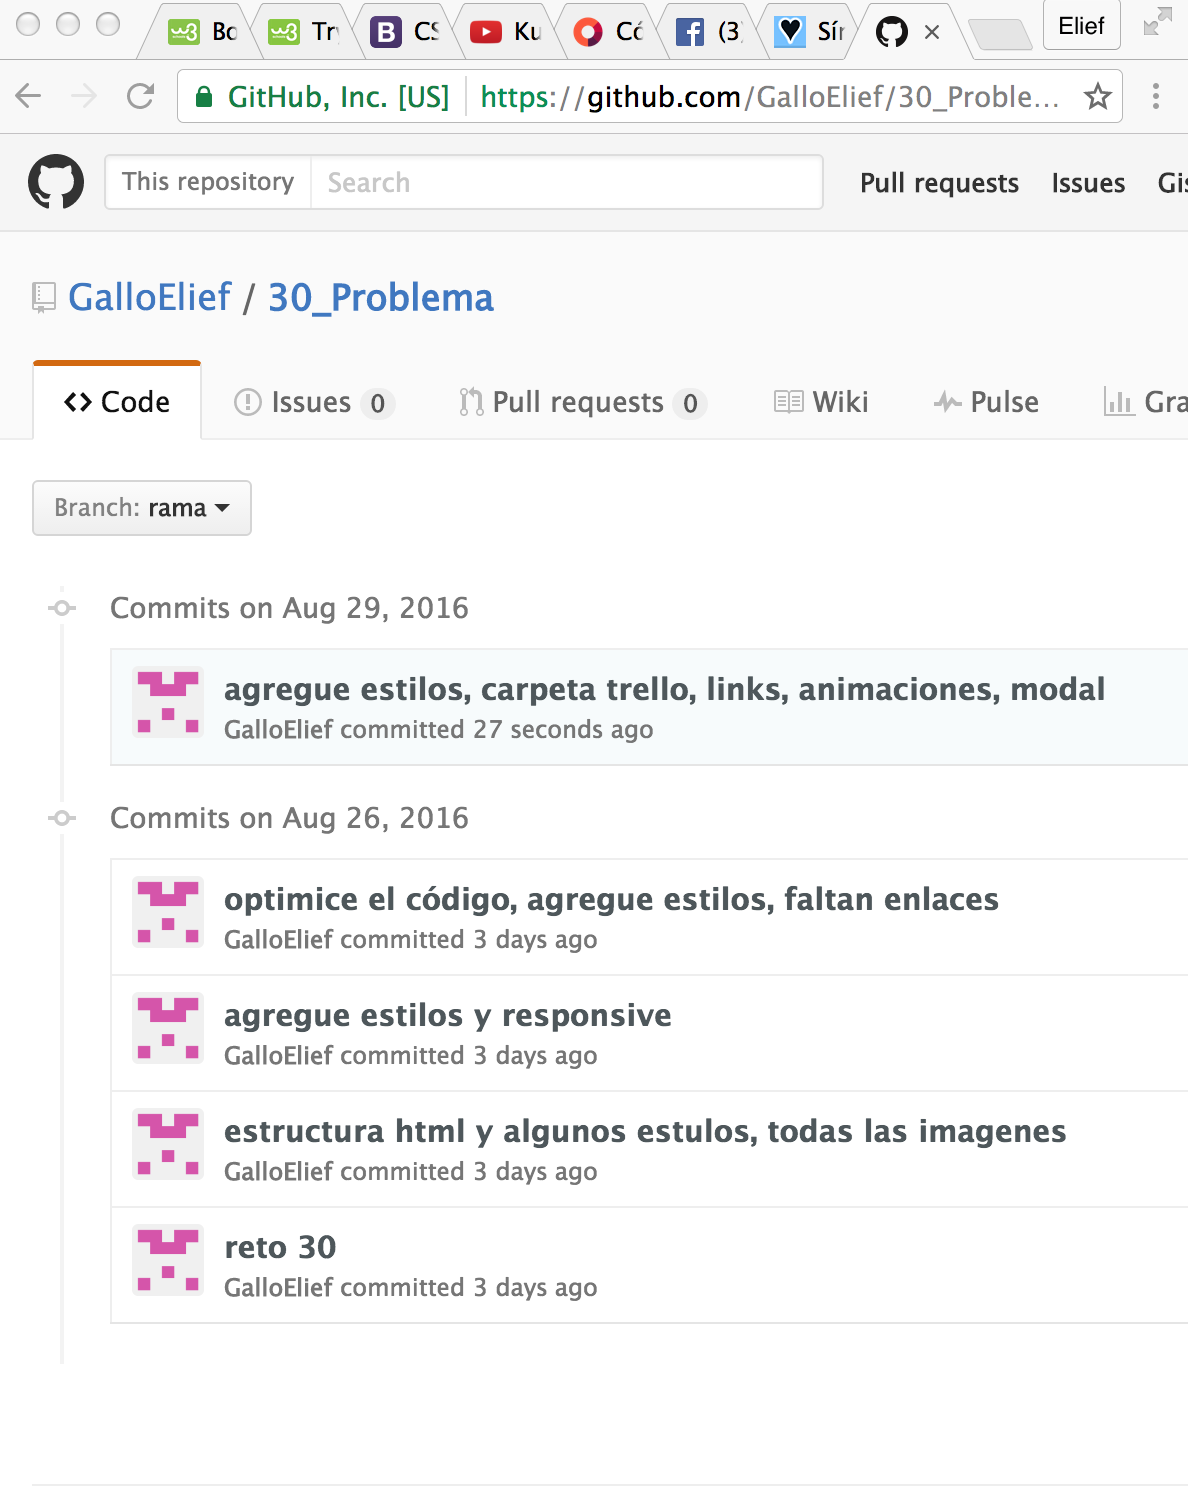 Bo Tr CS Ku Có (3 Sír Elief
GitHub, Inc. [US] https://github.com/GalloElief/30_Proble...
This repository Search Pull requests Issues Gis
GalloElief / 30_Problema
Code Issues 0 Pull requests 0 Wiki Pulse Gra
Branch: rama
Commits on Aug 29, 2016
agregue estilos, carpeta trello, links, animaciones, modal
GalloElief committed 27 seconds ago
Commits on Aug 26, 2016
optimice el código, agregue estilos, faltan enlaces
GalloElief committed 3 days ago
agregue estilos y responsive
GalloElief committed 3 days ago
estructura html y algunos estulos, todas las imagenes
GalloElief committed 3 days ago
reto 30
GalloElief committed 3 days ago